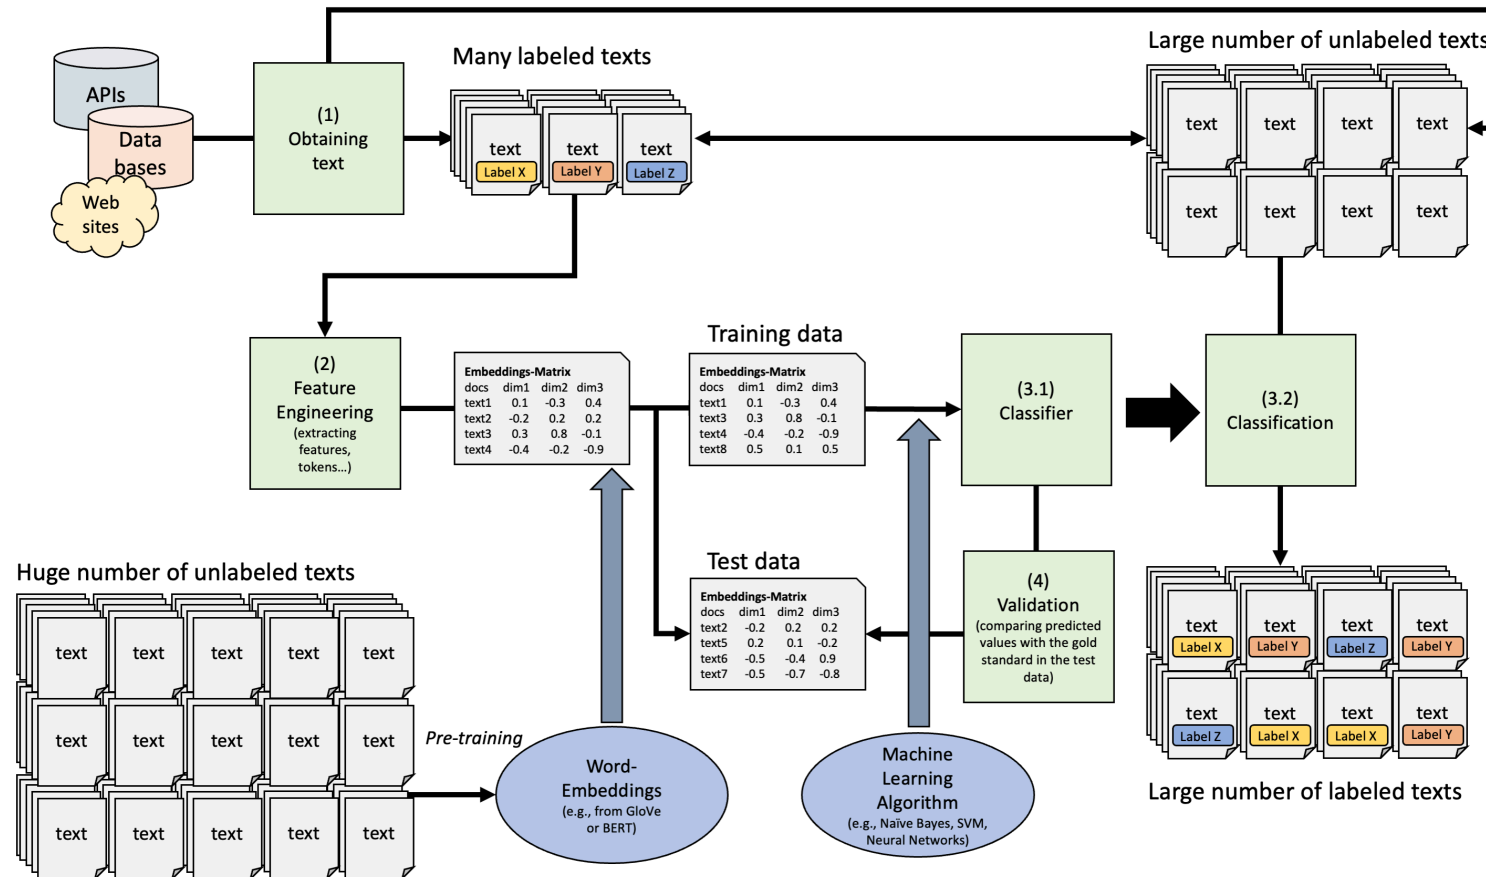 APIs
Data
bases
Web
sites
(1)
Obtaining
text
Many labeled texts
text
Label X
text
Label Y
text
Label Z
Large number of unlabeled texts
text text text text
text text text text
(2)
Feature
Engineering
(extracting
features,
tokens...)
Embeddings-Matrix
docs dim1 dim2 dim3
text1 0.1 -0.3 0.4
text2 -0.2 0.2 0.2
text3 0.3 0.8 -0.1
text4 -0.4 -0.2 -0.9
Training data
Embeddings-Matrix
docs dim1 dim2 dim3
text1 0.1 -0.3 0.4
text3 0.3 0.8 -0.1
text4 -0.4 -0.2 -0.9
text8 0.5 0.1 0.5
(3.1)
Classifier
(3.2)
Classification
Test data
Embeddings-Matrix
docs dim1 dim2 dim3
text2 -0.2 0.2 0.2
text5 0.2 0.1 -0.2
text6 -0.5 -0.4 0.9
text7 -0.5 -0.7 -0.8
(4)
Validation
(comparing predicted
values with the gold
standard in the test
data)
Huge number of unlabeled texts
text text text text text
text text text text text
text text text text text
Pre-training
Word-
Embeddings
(e.g., from GloVe
or BERT)
Machine
Learning
Algorithm
(e.g., Naïve Bayes, SVM,
Neural Networks)
text text text text
Label X Label Y Label Z Label Y
text text text text
Label Z Label X Label X Label Y
Large number of labeled texts